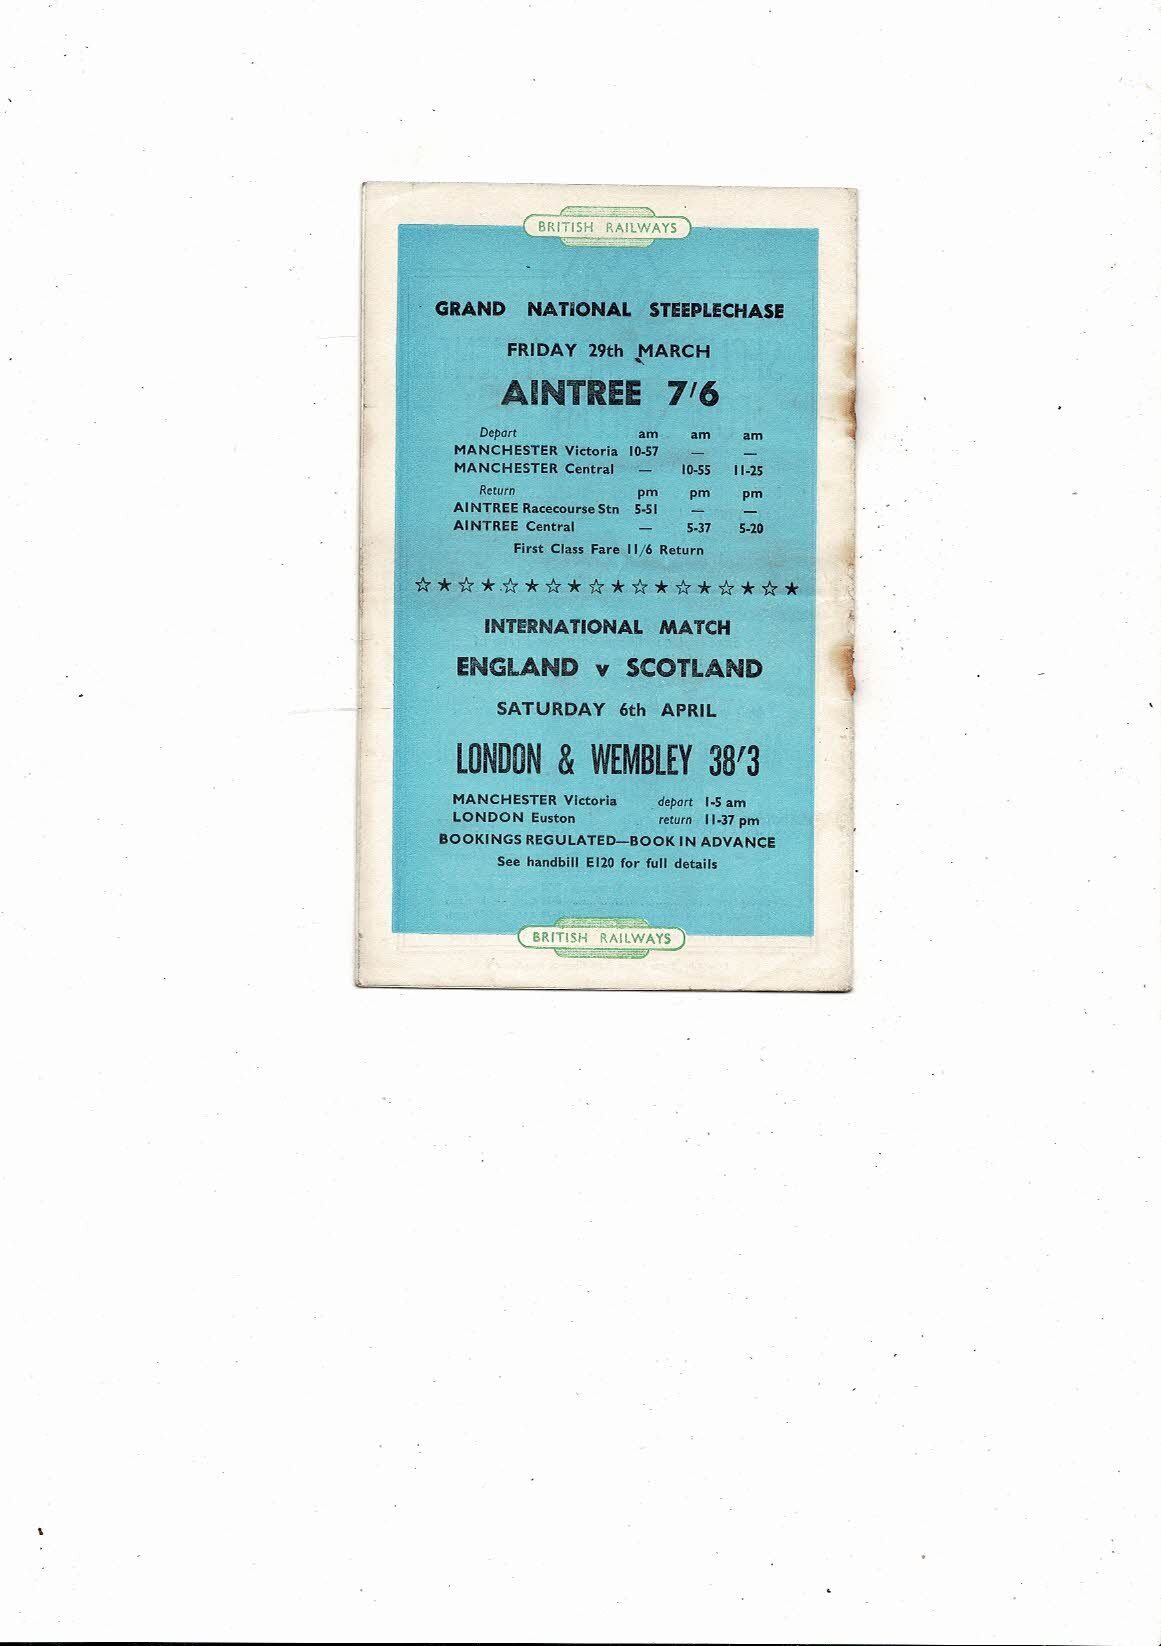 BRITISH RAILWAYS
GRAND NATIONAL STEEPLECHASE
FRIDAY 29th MARCH
AINTREE 7'6
Depart am am am
MANCHESTER Victoria 10-57 — —
MANCHESTER Central — 10-55 11-25
Return pm pm pm
AINTREE Racecourse Stn 5-51 — —
AINTREE Central — 5-37 5-20
First Class Fare 11/6 Return
☆★☆★☆★☆★☆★☆★☆★☆★☆★
INTERNATIONAL MATCH
ENGLAND v SCOTLAND
SATURDAY 6th APRIL
LONDON & WEMBLEY 38'3
MANCHESTER Victoria depart 1-5 am
LONDON Euston return 11-37 pm
BOOKINGS REGULATED—BOOK IN ADVANCE
See handbill E120 for full details
BRITISH RAILWAYS